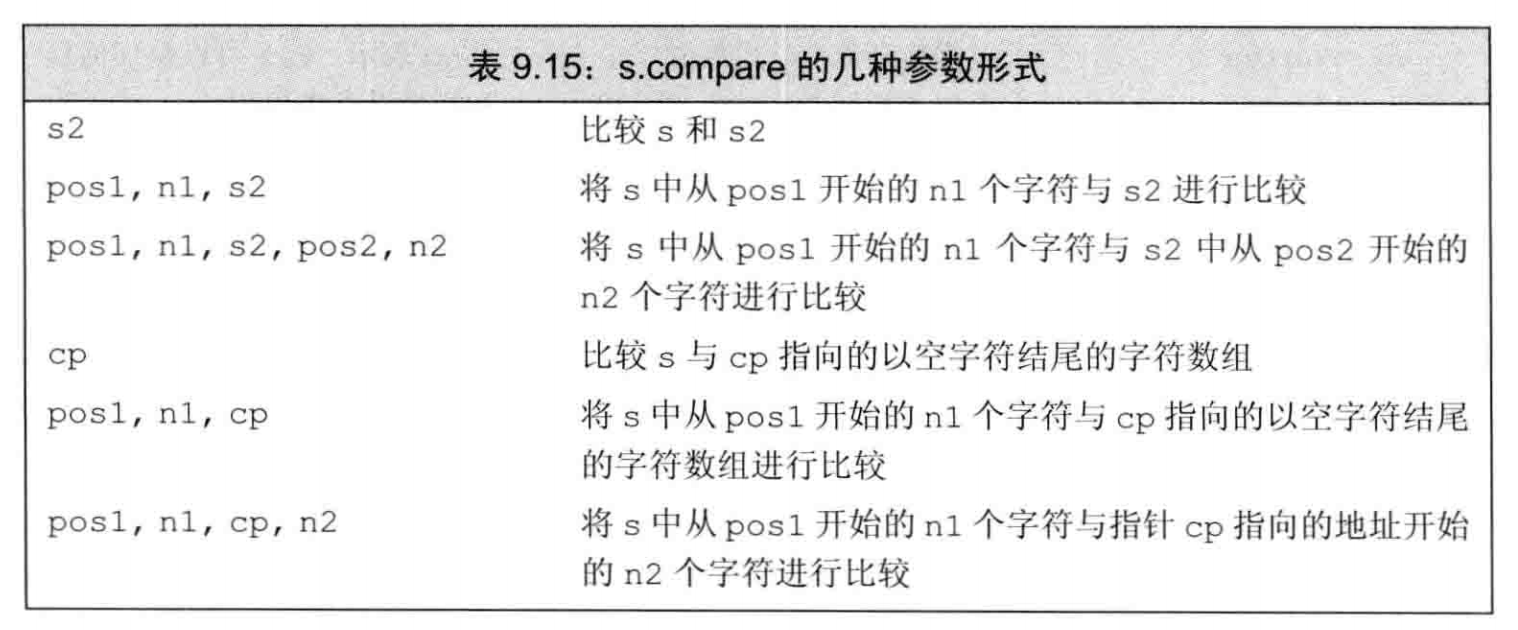 表 9.15：s.compare 的几种参数形式
s2 比较 s 和 s2
pos1, n1, s2 将 s 中从 pos1 开始的 n1 个字符与 s2 进行比较
pos1, n1, s2, pos2, n2 将 s 中从 pos1 开始的 n1 个字符与 s2 中从 pos2 开始的
n2 个字符进行比较
cp 比较 s 与 cp 指向的以空字符结尾的字符数组
pos1, n1, cp 将 s 中从 pos1 开始的 n1 个字符与 cp 指向的以空字符结尾
的字符数组进行比较
pos1, n1, cp, n2 将 s 中从 pos1 开始的 n1 个字符与指针 cp 指向的地址开始
的 n2 个字符进行比较